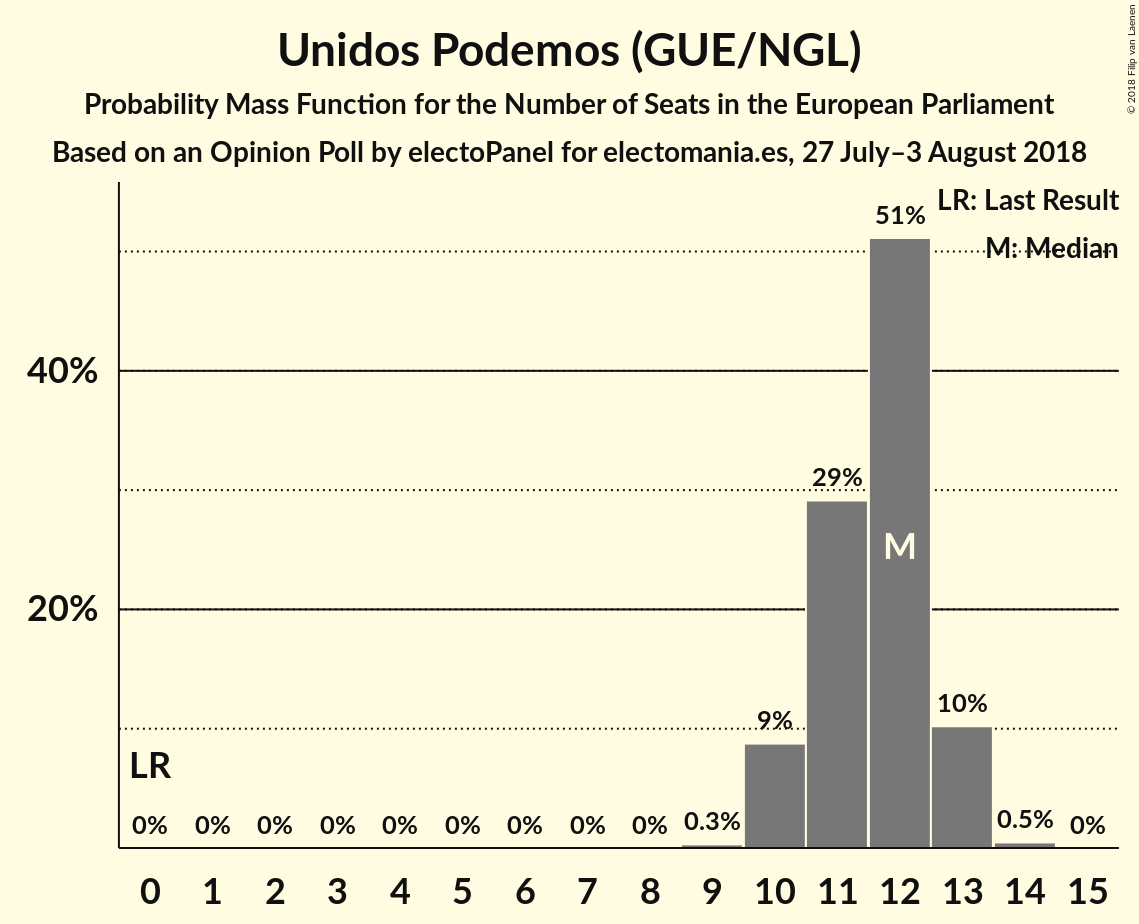 Unidos Podemos (GUE/NGL)
Probability Mass Function for the Number of Seats in the European Parliament
Based on an Opinion Poll by electoPanel for electomania.es, 27 July–3 August 2018
© 2018 Filip van Laenen
LR: Last Result
M: Median
51%
40%
29%
M
20%
10%
9%
LR
0% 0% 0% 0% 0% 0% 0% 0% 0% 0.3% 0.5% 0%
0 1 2 3 4 5 6 7 8 9 10 11 12 13 14 15